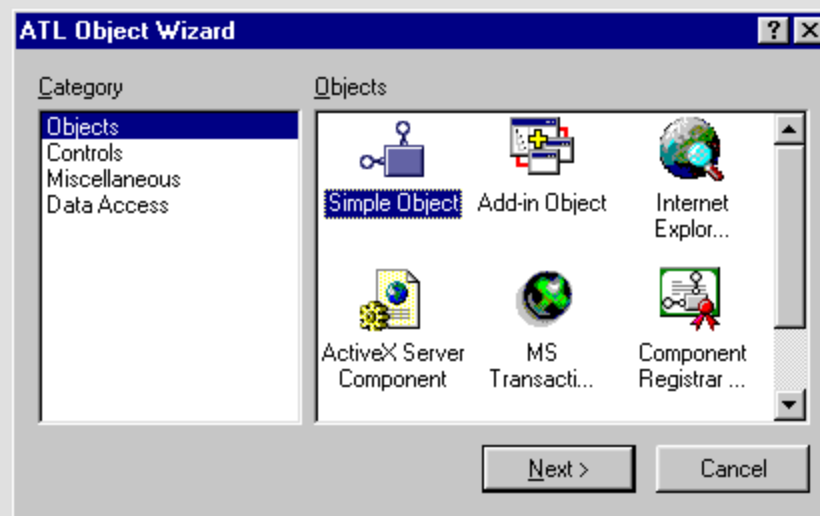 ATL Object Wizard
Category
Objects
Objects
Controls
Miscellaneous
Data Access
Simple Object
Add-in Object
Internet
Explor...
ActiveX Server
Component
MS
Transacti...
Component
Registrar ...
Next >
Cancel